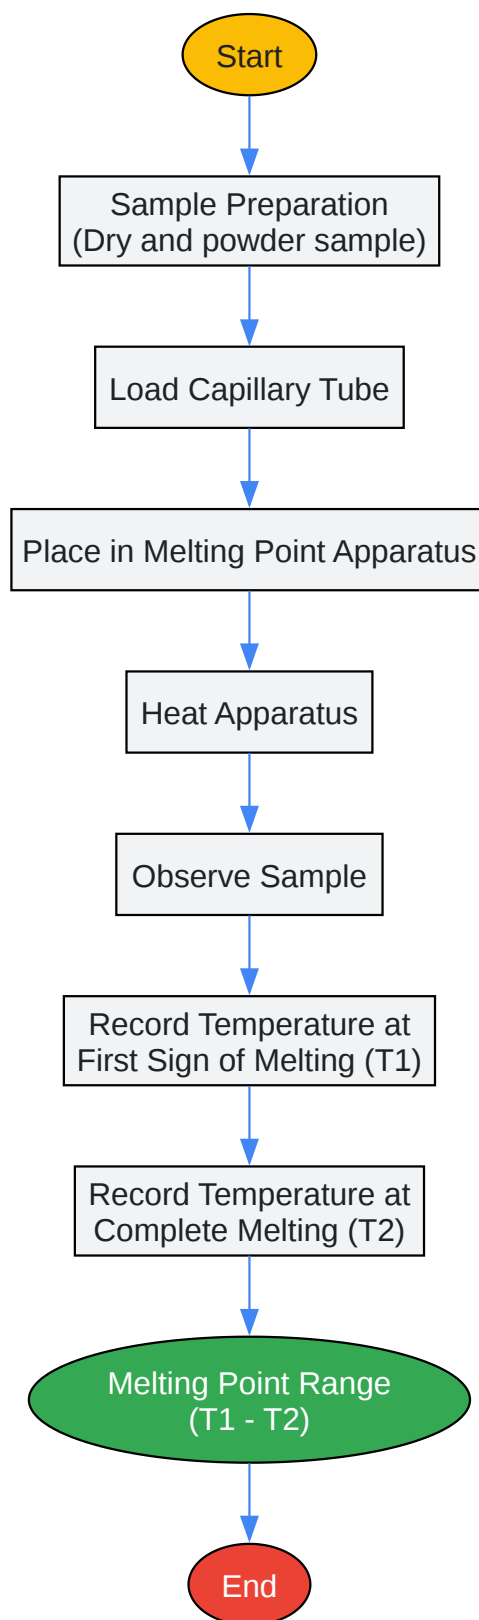 Start
Sample Preparation
(Dry and powder sample)
Load Capillary Tube
Place in Melting Point Apparatus
Heat Apparatus
Observe Sample
Record Temperature at
First Sign of Melting (T1)
Record Temperature at
Complete Melting (T2)
Melting Point Range
(T1 - T2)
End